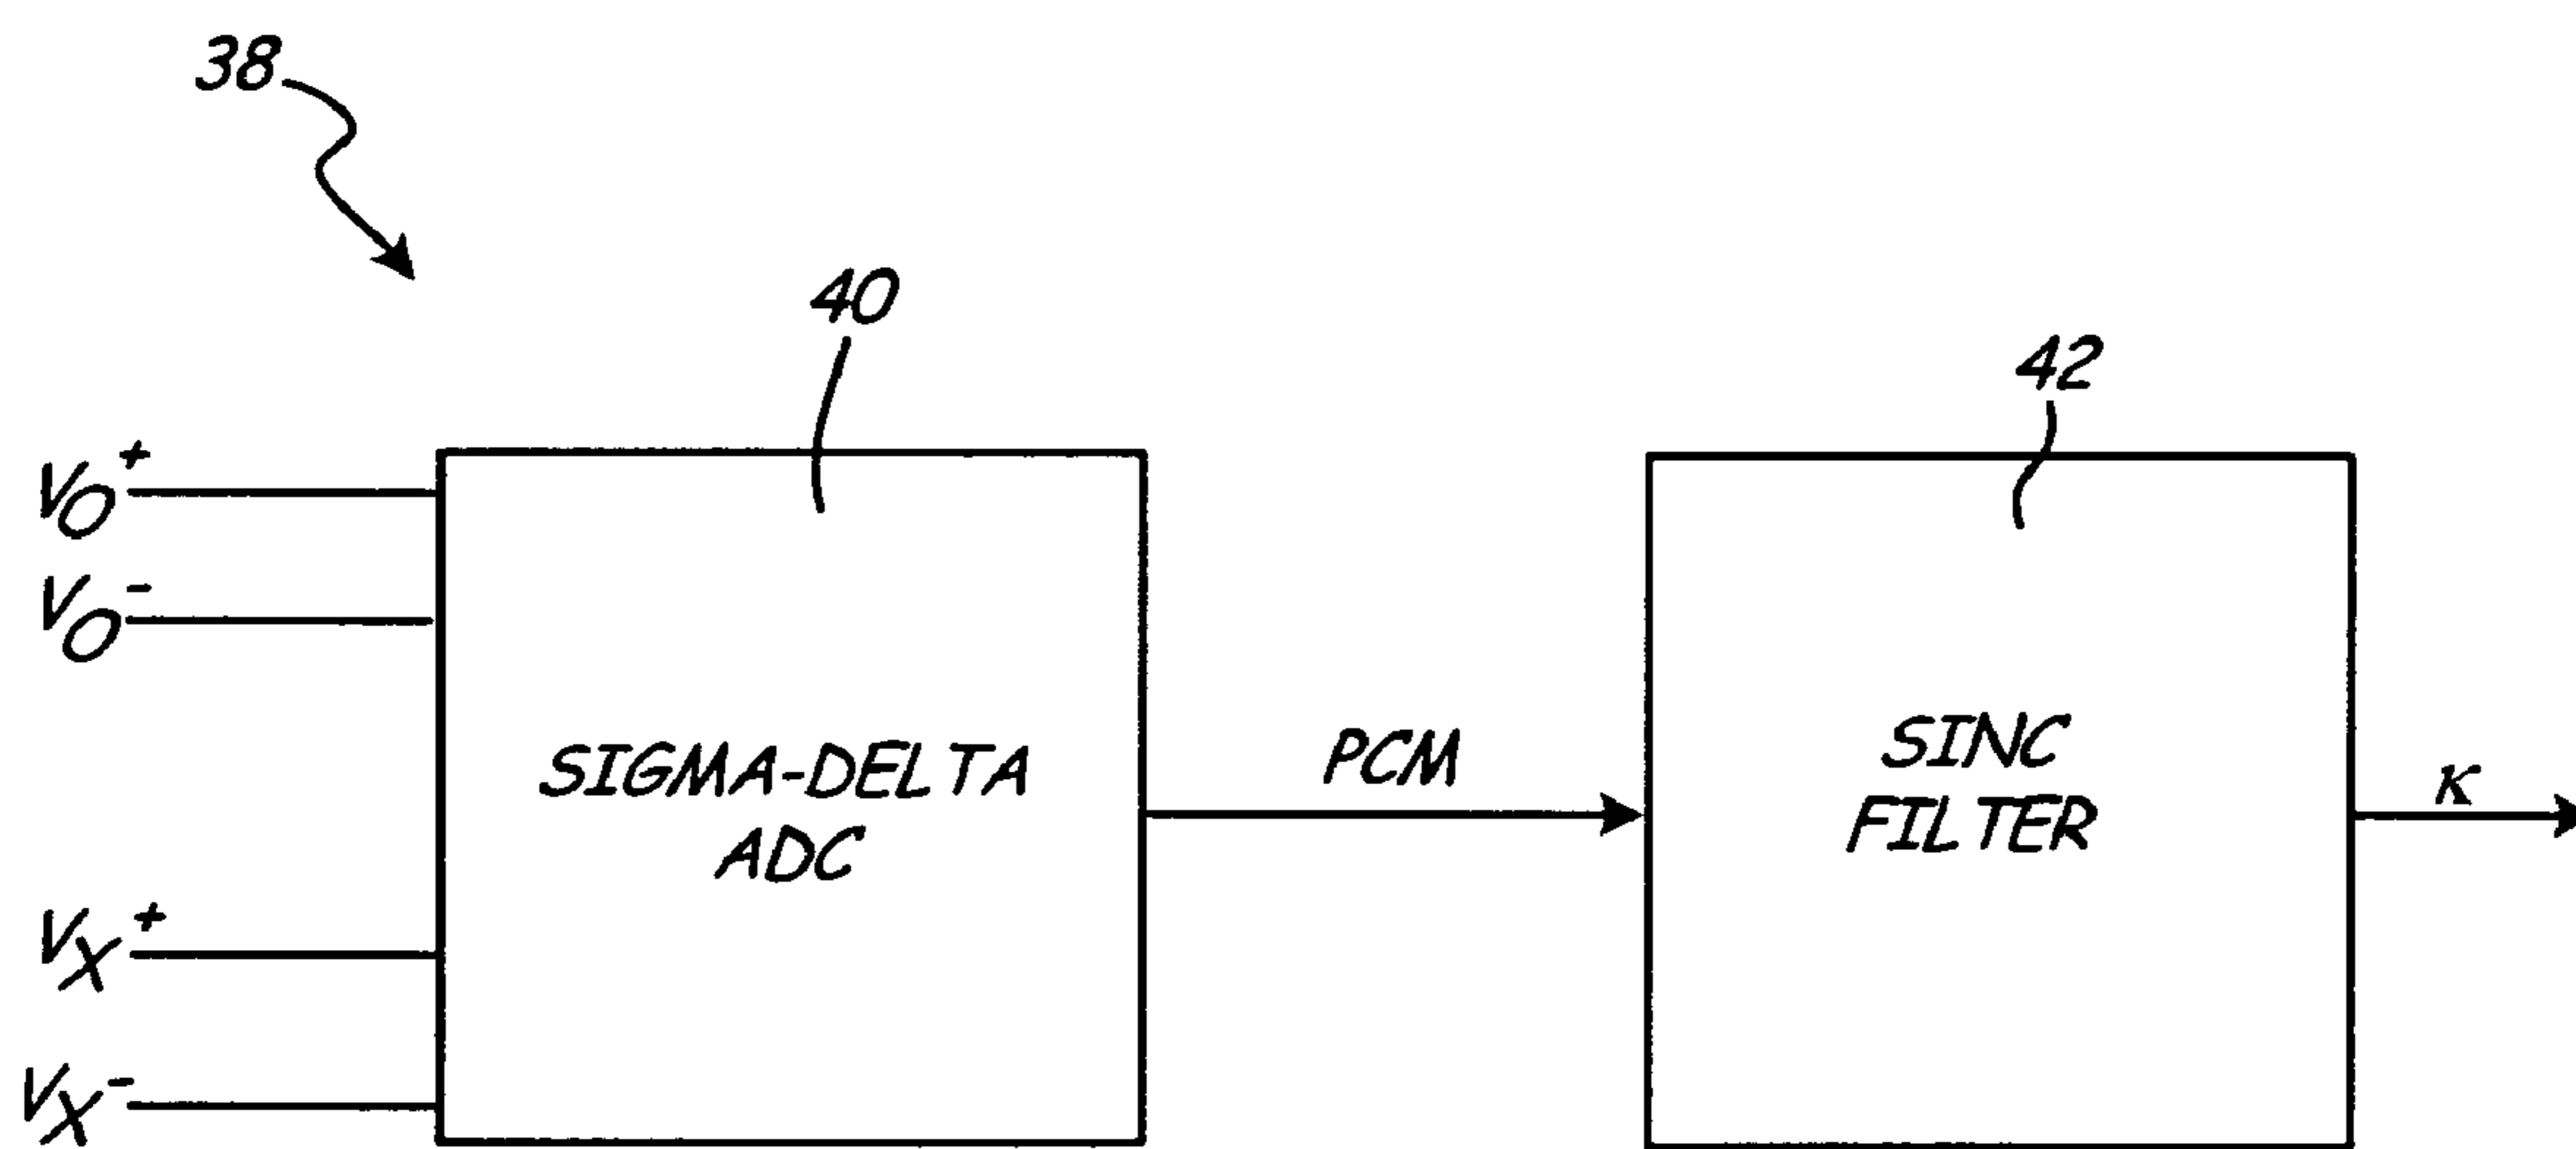 38
40
42
VO+
VO-
VX+
VX-
SIGMA-DELTA
ADC
PCM
SINC
FILTER
κ